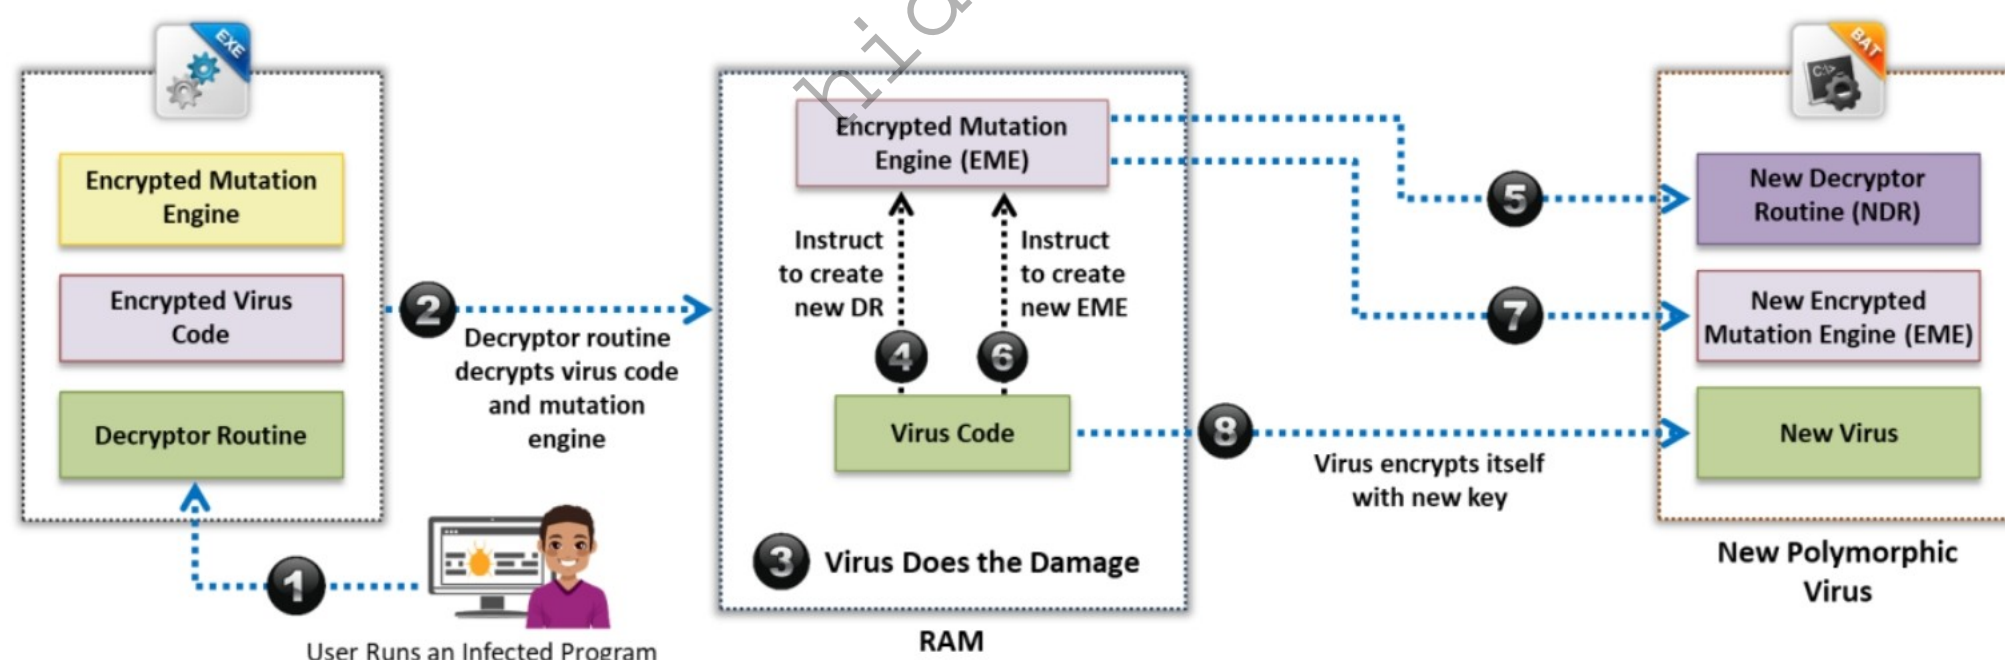 EXE
Encrypted Mutation
Engine
Encrypted Virus
Code
Decryptor Routine
1
User Runs an Infected Program
2
Decryptor routine
decrypts virus code
and mutation
engine
hid
Encrypted Mutation
Engine (EME)
Instruct
to create
new DR
Instruct
to create
new EME
4
6
Virus Code
3 Virus Does the Damage
RAM
5
7
8
Virus encrypts itself
with new key
BAT
C:\>
New Decryptor
Routine (NDR)
New Encrypted
Mutation Engine (EME)
New Virus
New Polymorphic
Virus